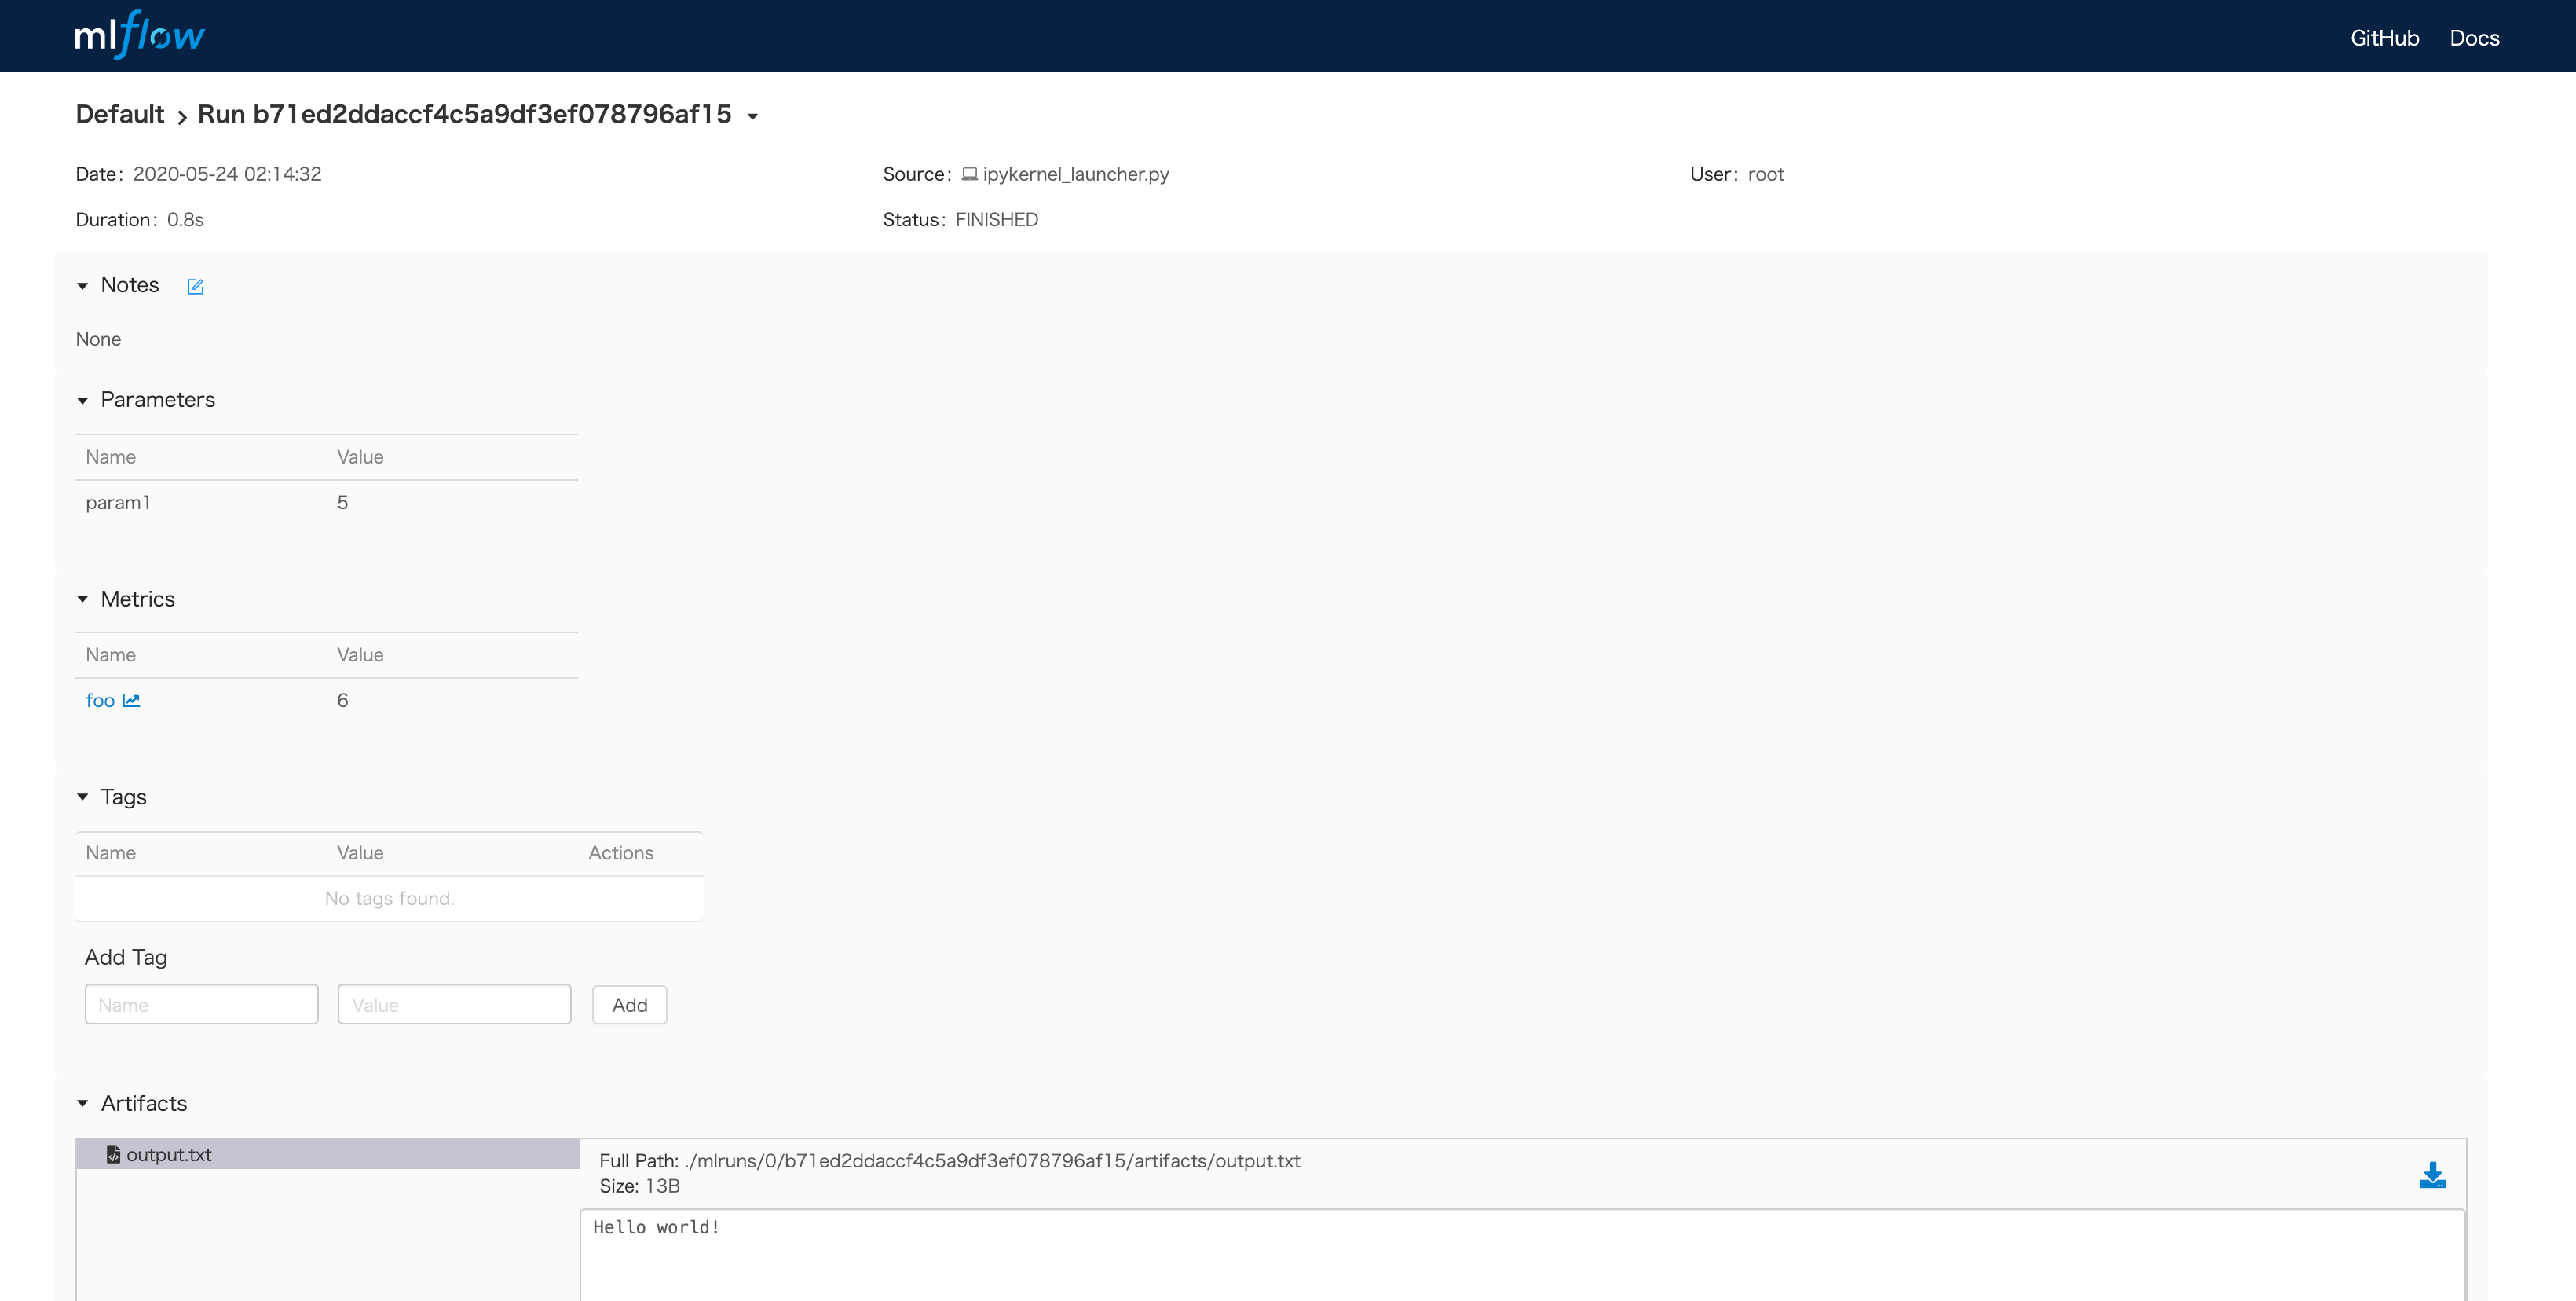 mlflow GitHub Docs
Default > Run b71ed2ddaccf4c5a9df3ef078796af15
Date: 2020-05-24 02:14:32 Source: ipykernel_launcher.py User: root
Duration: 0.8s Status: FINISHED
Notes
None
Parameters
Name Value
param1 5
Metrics
Name Value
foo 6
Tags
Name Value Actions
No tags found.
Add Tag
Name Value Add
Artifacts
output.txt
Full Path: ./mlruns/0/b71ed2ddaccf4c5a9df3ef078796af15/artifacts/output.txt
Size: 13B
Hello world!